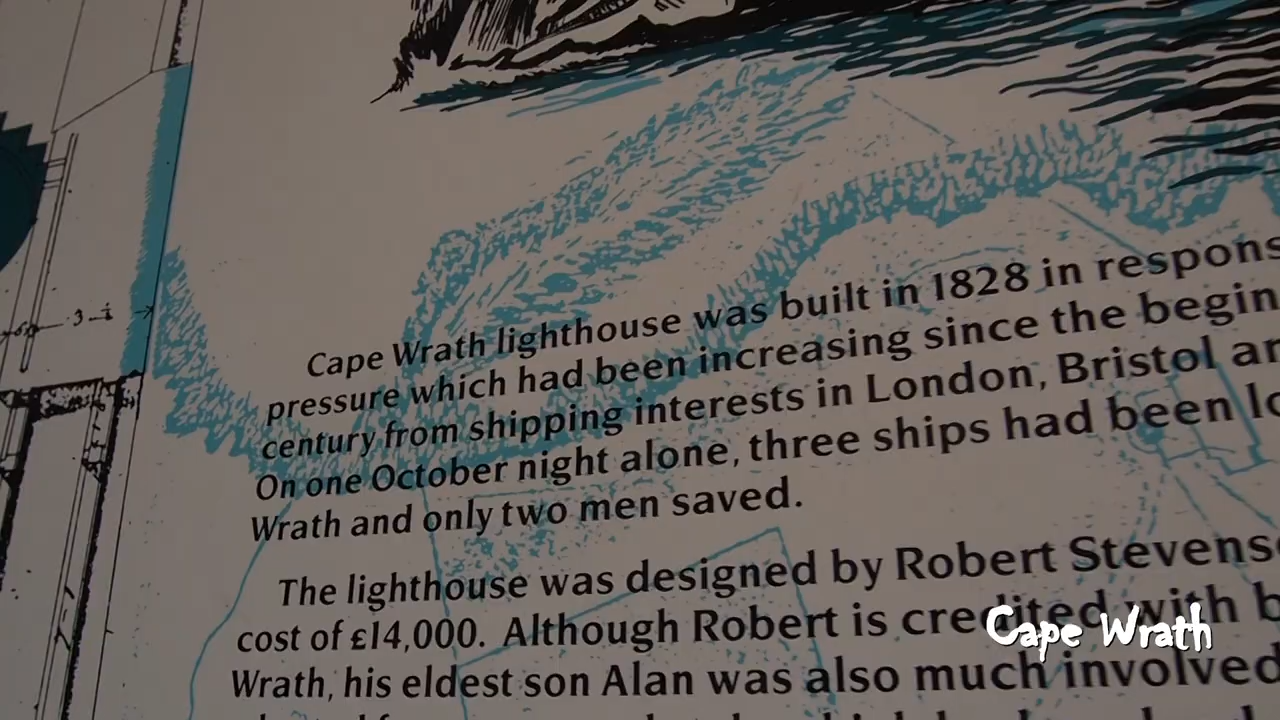 Cape Wrath lighthouse was built in 1828 in respons
pressure which had been increasing since the begin
century from shipping interests in London, Bristol an
On one October night alone, three ships had been lo
Wrath and only two men saved.
The lighthouse was designed by Robert Stevens
cost of £14,000. Although Robert is credited with b
Wrath, his eldest son Alan was also much involved
Cape Wrath